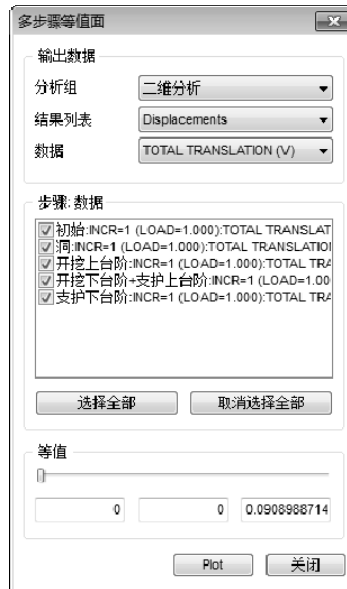 多步骤等值面
输出数据
分析组 二维分析
结果列表 Displacements
数据 TOTAL TRANSLATION (V)
步骤: 数据
初始:INCR=1 (LOAD=1.000):TOTAL TRANSLAT
洞:INCR=1 (LOAD=1.000):TOTAL TRANSLATIO
开挖上台阶:INCR=1 (LOAD=1.000):TOTAL TRA
开挖下台阶+支护上台阶:INCR=1 (LOAD=1.00
支护下台阶:INCR=1 (LOAD=1.000):TOTAL TRA
选择全部 取消选择全部
等值
0 0 0.0908988714
Plot 关闭